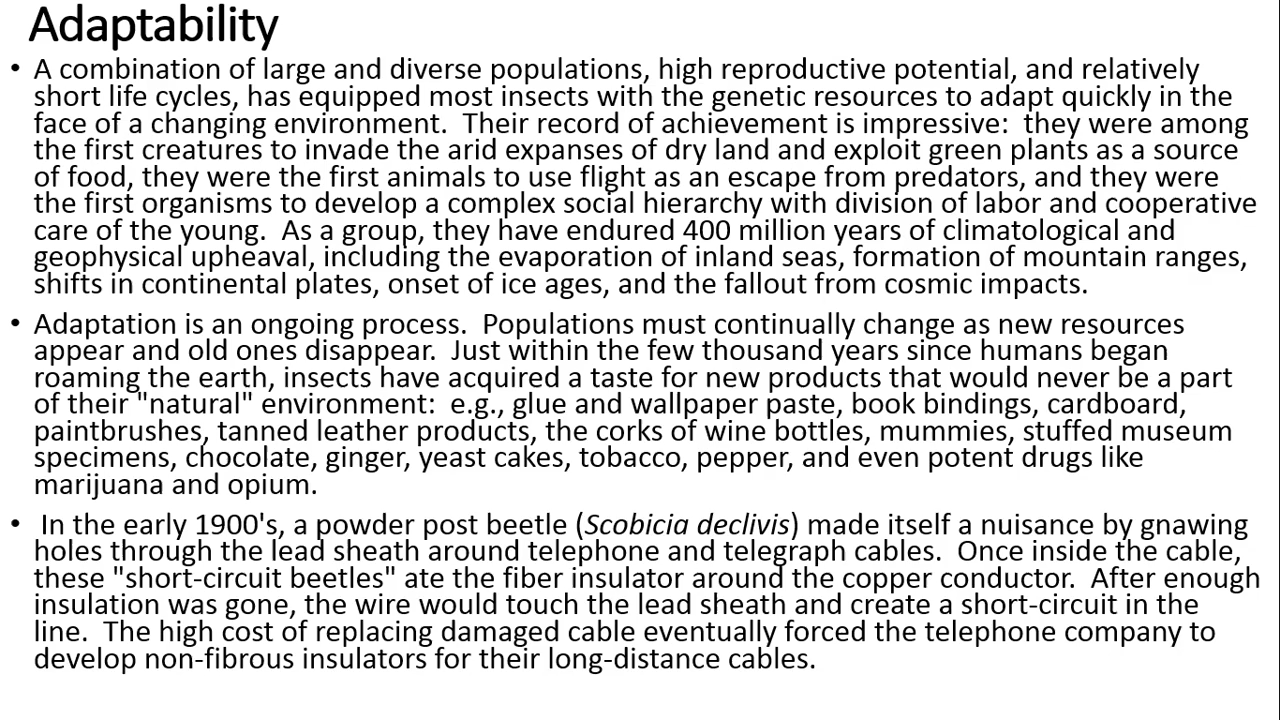 Adaptability
• A combination of large and diverse populations, high reproductive potential, and relatively
short life cycles, has equipped most insects with the genetic resources to adapt quickly in the
face of a changing environment.  Their record of achievement is impressive:  they were among
the first creatures to invade the arid expanses of dry land and exploit green plants as a source
of food, they were the first animals to use flight as an escape from predators, and they were
the first organisms to develop a complex social hierarchy with division of labor and cooperative
care of the young.  As a group, they have endured 400 million years of climatological and
geophysical upheaval, including the evaporation of inland seas, formation of mountain ranges,
shifts in continental plates, onset of ice ages, and the fallout from cosmic impacts.
• Adaptation is an ongoing process.  Populations must continually change as new resources
appear and old ones disappear.  Just within the few thousand years since humans began
roaming the earth, insects have acquired a taste for new products that would never be a part
of their "natural" environment:  e.g., glue and wallpaper paste, book bindings, cardboard,
paintbrushes, tanned leather products, the corks of wine bottles, mummies, stuffed museum
specimens, chocolate, ginger, yeast cakes, tobacco, pepper, and even potent drugs like
marijuana and opium.
• In the early 1900's, a powder post beetle (Scobicia declivis) made itself a nuisance by gnawing
holes through the lead sheath around telephone and telegraph cables.  Once inside the cable,
these "short-circuit beetles" ate the fiber insulator around the copper conductor.  After enough
insulation was gone, the wire would touch the lead sheath and create a short-circuit in the
line.  The high cost of replacing damaged cable eventually forced the telephone company to
develop non-fibrous insulators for their long-distance cables.